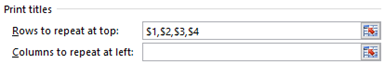 Print titles
Rows to repeat at top: $1,$2,$3,$4
Columns to repeat at left: